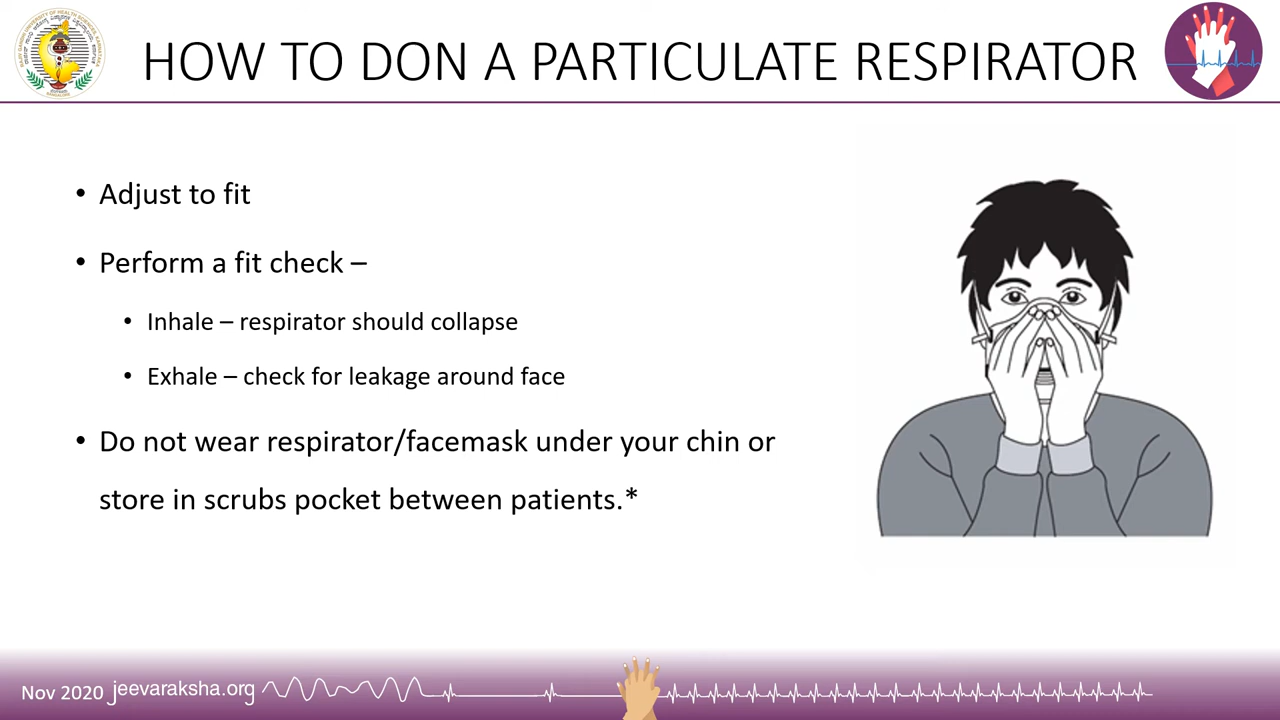 HOW TO DON A PARTICULATE RESPIRATOR
• Adjust to fit
• Perform a fit check –
• Inhale – respirator should collapse
• Exhale – check for leakage around face
• Do not wear respirator/facemask under your chin or
store in scrubs pocket between patients.*
Nov 2020 jeevaraksha.org